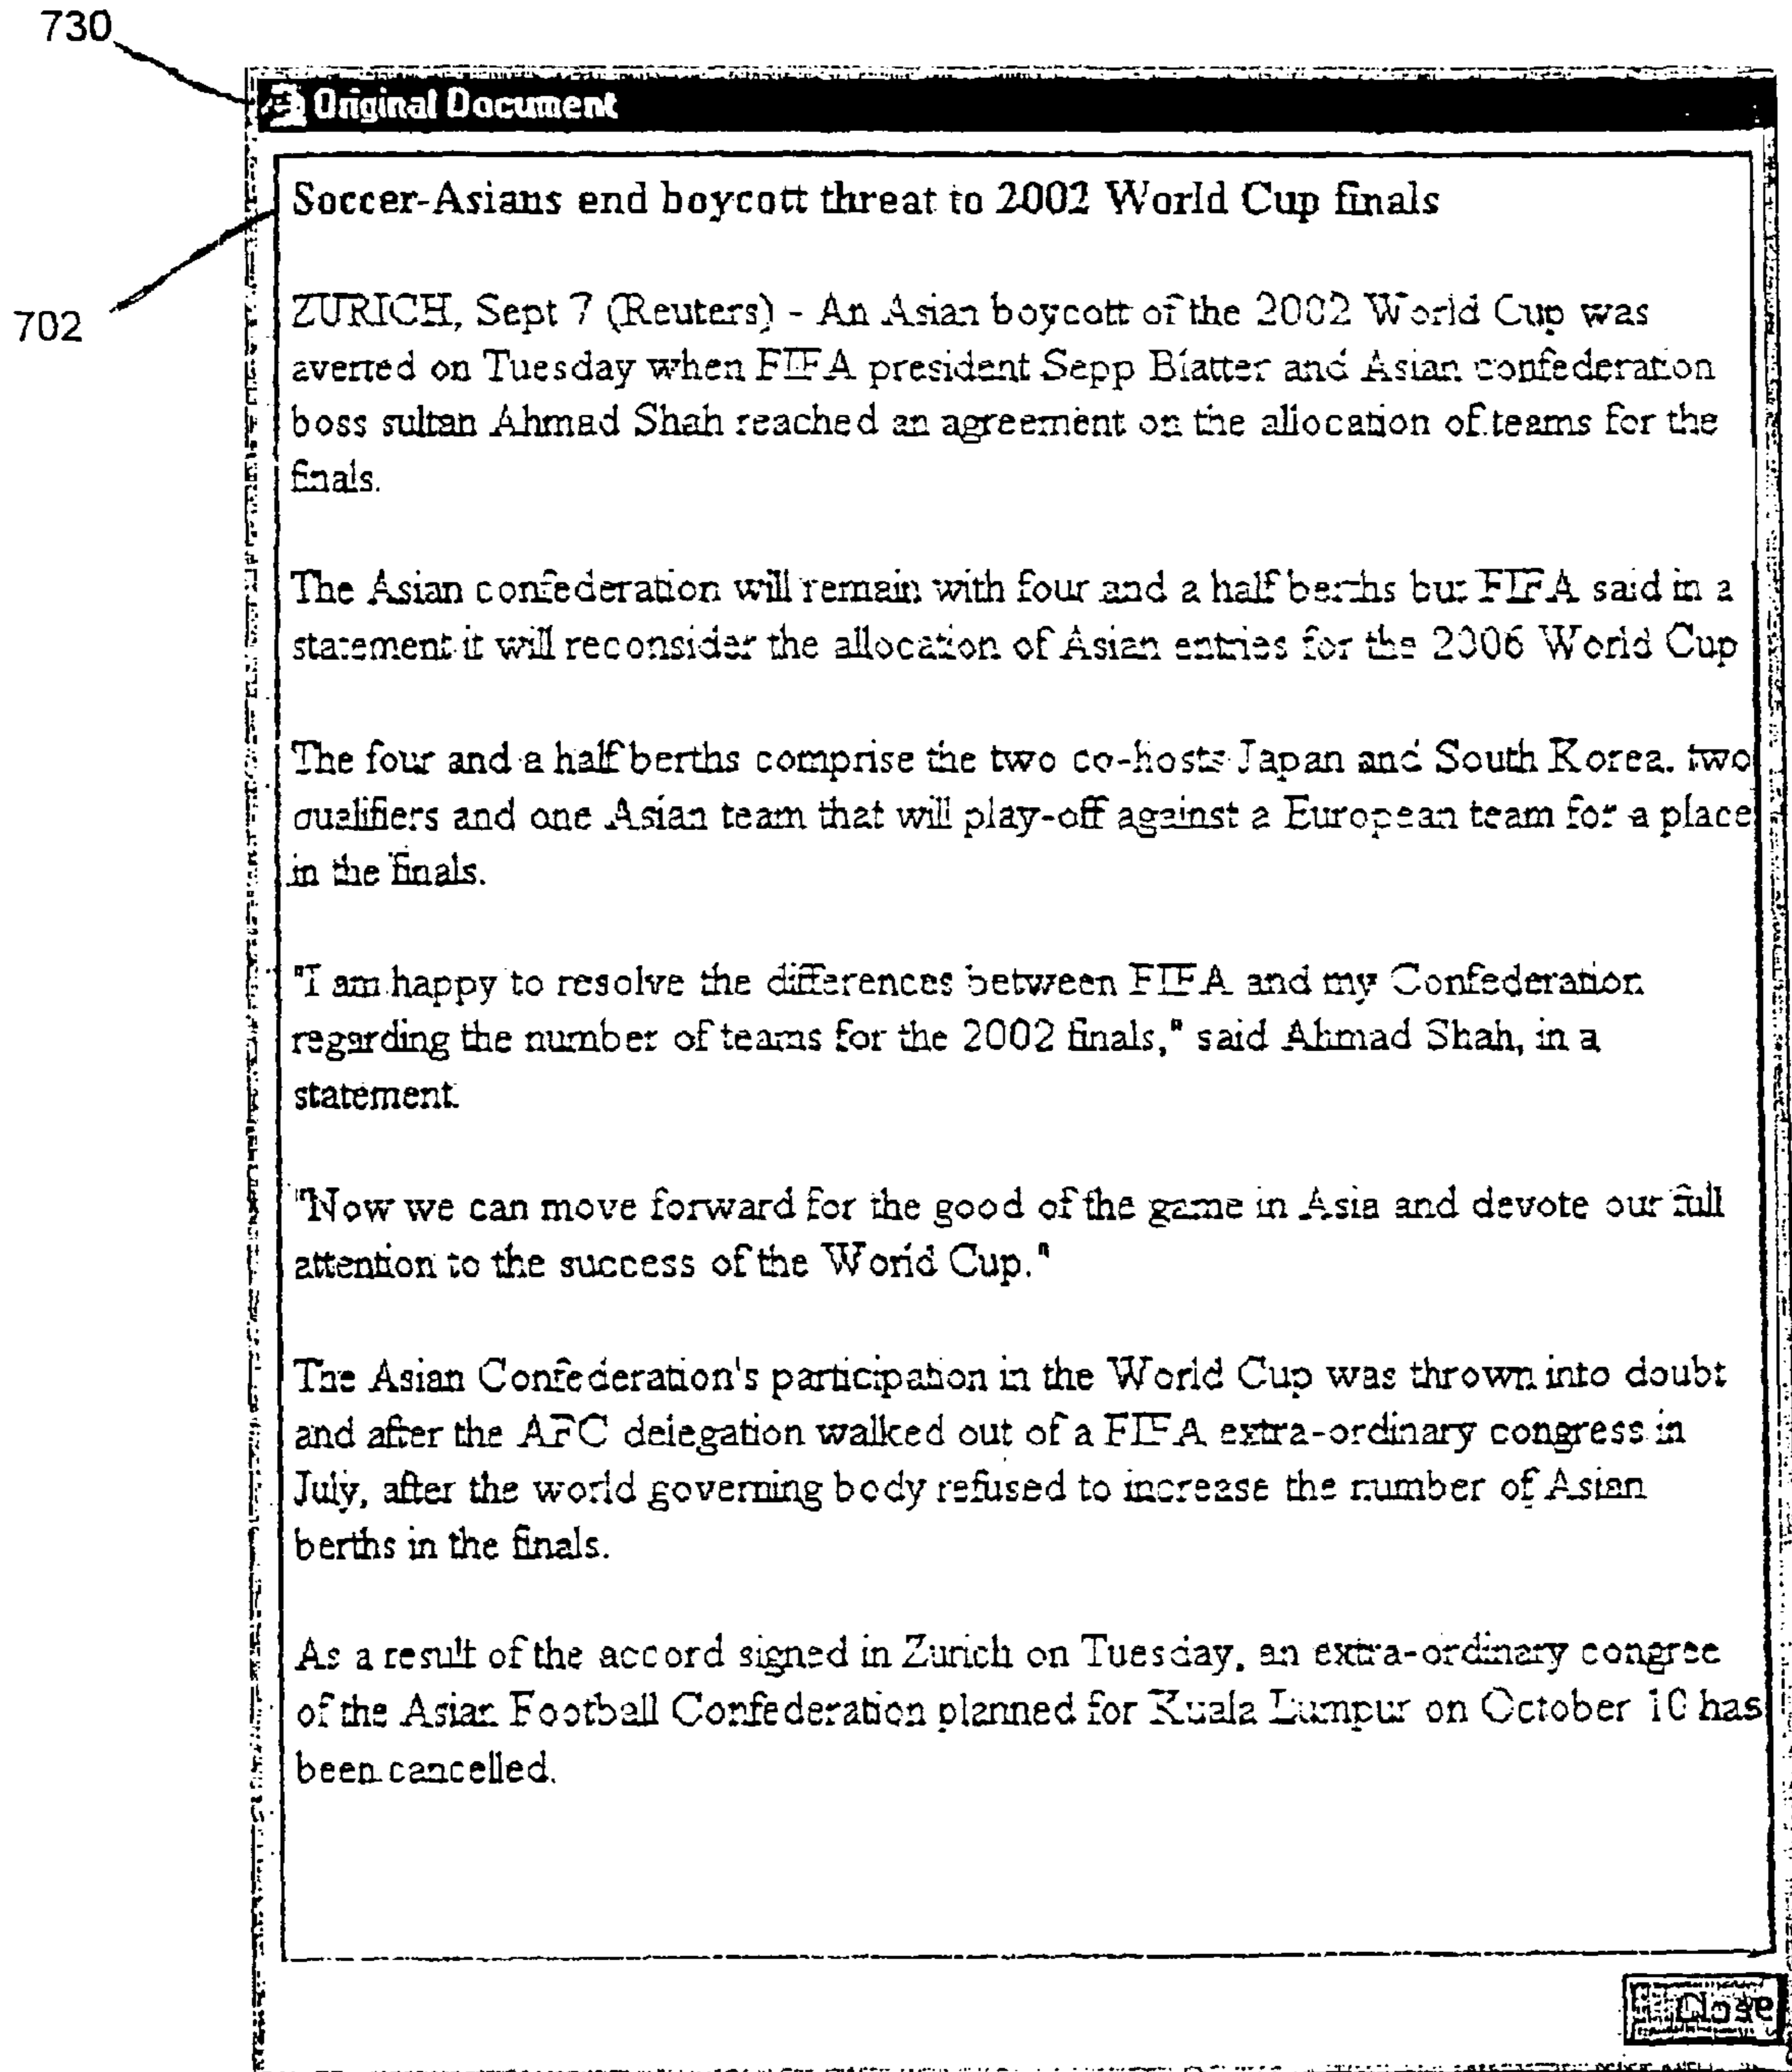 730
Original Document
Soccer-Asians end boycott threat to 2002 World Cup finals
702
ZURICH, Sept 7 (Reuters) - An Asian boycott of the 2002 World Cup was
averted on Tuesday when FIFA president Sepp Blatter and Asian confederation
boss sultan Ahmad Shah reached an agreement on the allocation of teams for the
finals.
The Asian confederation will remain with four and a half berths but FIFA said in a
statement it will reconsider the allocation of Asian entries for the 2006 World Cup
The four and a half berths comprise the two co-hosts Japan and South Korea, two
qualifiers and one Asian team that will play-off against a European team for a place
in the finals.
"I am happy to resolve the differences between FIFA and my Confederation
regarding the number of teams for the 2002 finals," said Ahmad Shah, in a
statement.
"Now we can move forward for the good of the game in Asia and devote our full
attention to the success of the World Cup."
The Asian Confederation's participation in the World Cup was thrown into doubt
and after the AFC delegation walked out of a FIFA extra-ordinary congress in
July, after the world governing body refused to increase the number of Asian
berths in the finals.
As a result of the accord signed in Zurich on Tuesday, an extra-ordinary congree
of the Asian Football Confederation planned for Kuala Lumpur on October 10 has
been cancelled.
Close